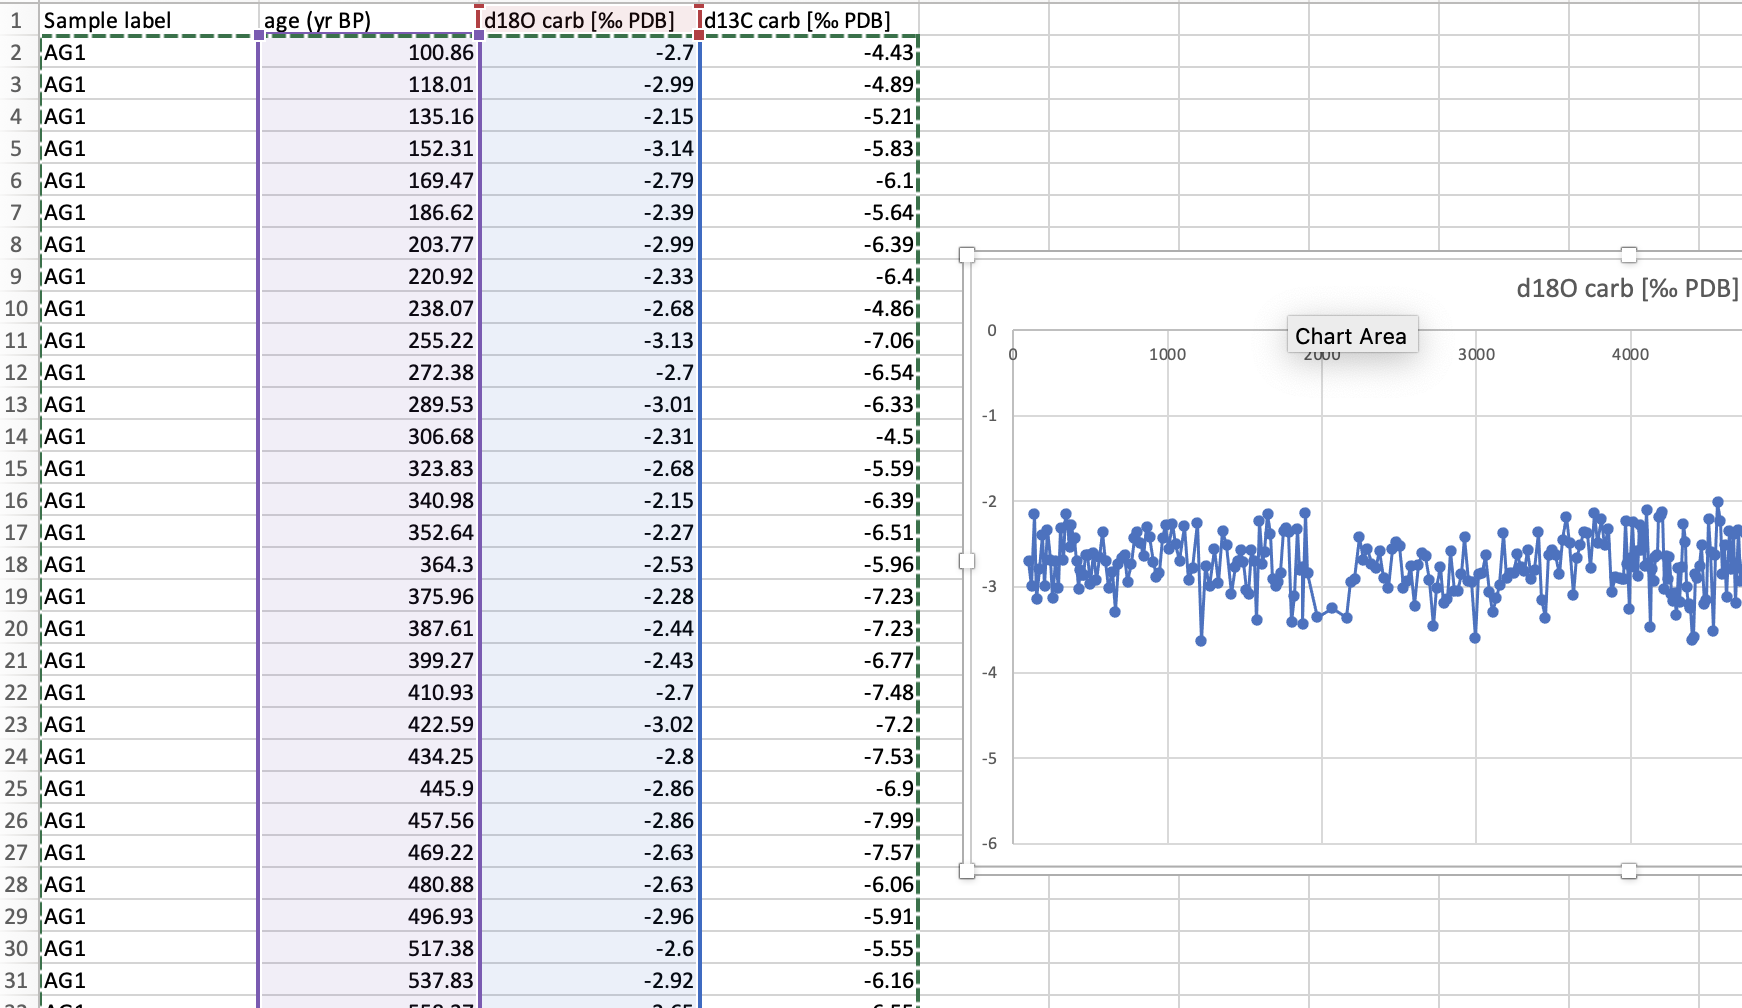 1 Sample label age (yr BP) d18O carb [‰ PDB] d13C carb [‰ PDB]
2 AG1 100.86 -2.7 -4.43
3 AG1 118.01 -2.99 -4.89
4 AG1 135.16 -2.15 -5.21
5 AG1 152.31 -3.14 -5.83
6 AG1 169.47 -2.79 -6.1
7 AG1 186.62 -2.39 -5.64
8 AG1 203.77 -2.99 -6.39
9 AG1 220.92 -2.33 -6.4
10 AG1 238.07 -2.68 -4.86
11 AG1 255.22 -3.13 -7.06
12 AG1 272.38 -2.7 -6.54
13 AG1 289.53 -3.01 -6.33
14 AG1 306.68 -2.31 -4.5
15 AG1 323.83 -2.68 -5.59
16 AG1 340.98 -2.15 -6.39
17 AG1 352.64 -2.27 -6.51
18 AG1 364.3 -2.53 -5.96
19 AG1 375.96 -2.28 -7.23
20 AG1 387.61 -2.44 -7.23
21 AG1 399.27 -2.43 -6.77
22 AG1 410.93 -2.7 -7.48
23 AG1 422.59 -3.02 -7.2
24 AG1 434.25 -2.8 -7.53
25 AG1 445.9 -2.86 -6.9
26 AG1 457.56 -2.86 -7.99
27 AG1 469.22 -2.63 -7.57
28 AG1 480.88 -2.63 -6.06
29 AG1 496.93 -2.96 -5.91
30 AG1 517.38 -2.6 -5.55
31 AG1 537.83 -2.92 -6.16
d18O carb [‰ PDB]
Chart Area
0
0 1000 2000 3000 4000
-1
-2
-3
-4
-5
-6